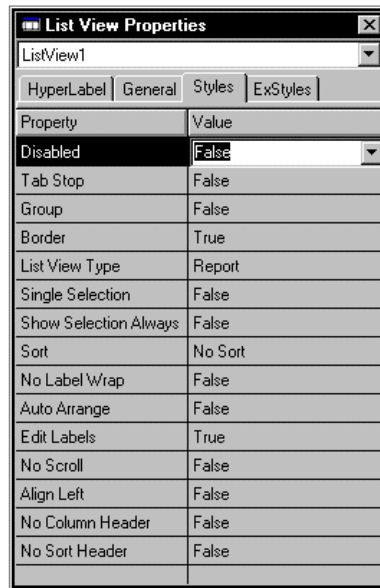 List View Properties
ListView1
HyperLabel General Styles ExStyles
Property Value
Disabled False
Tab Stop False
Group False
Border True
List View Type Report
Single Selection False
Show Selection Always False
Sort No Sort
No Label Wrap False
Auto Arrange False
Edit Labels True
No Scroll False
Align Left False
No Column Header False
No Sort Header False